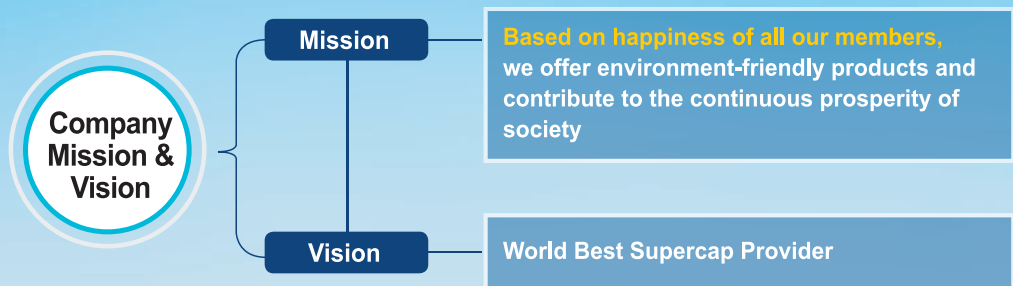 Company
Mission &
Vision
Mission
Based on happiness of all our members,
we offer environment-friendly products and
contribute to the continuous prosperity of
society
Vision
World Best Supercap Provider